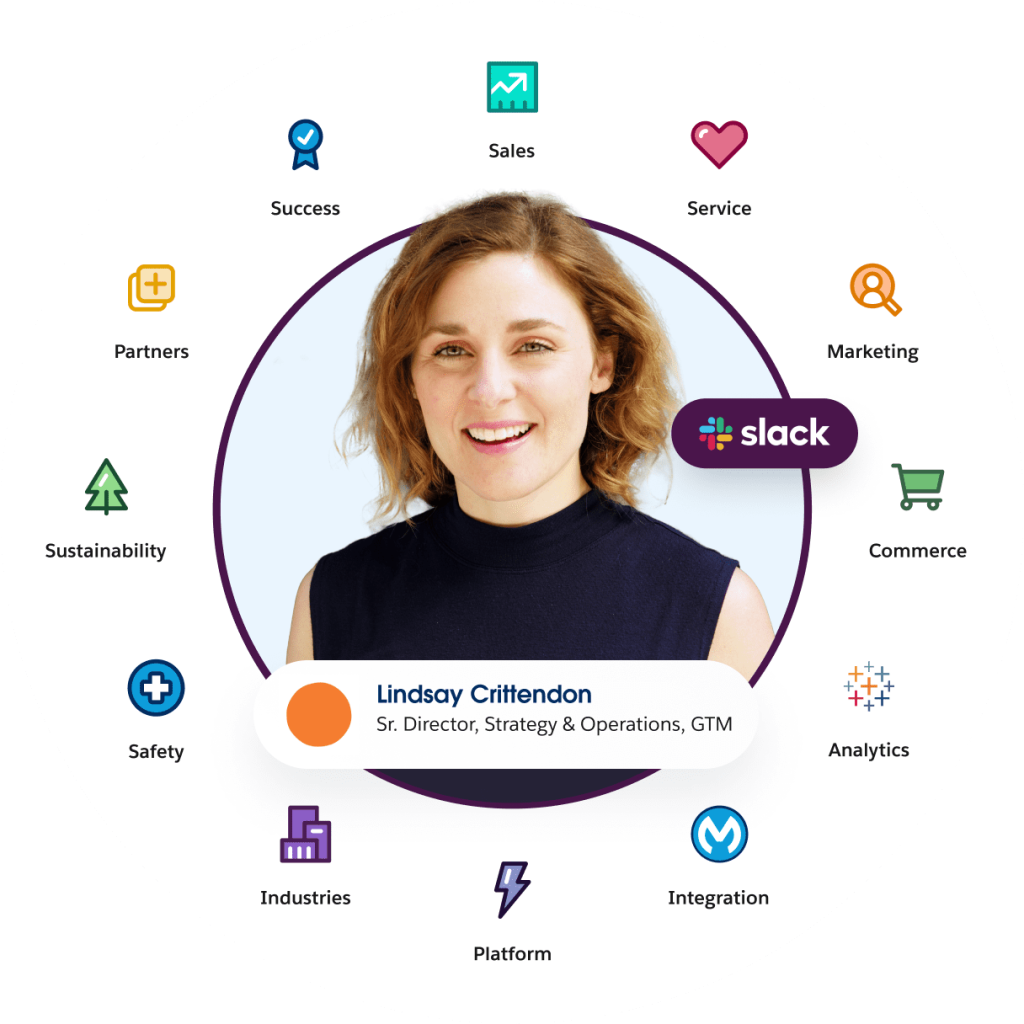 Sales
Success
Service
Partners
Marketing
slack
Sustainability
Commerce
Lindsay Crittendon
Sr. Director, Strategy & Operations, GTM
Safety
Analytics
Industries
Integration
Platform